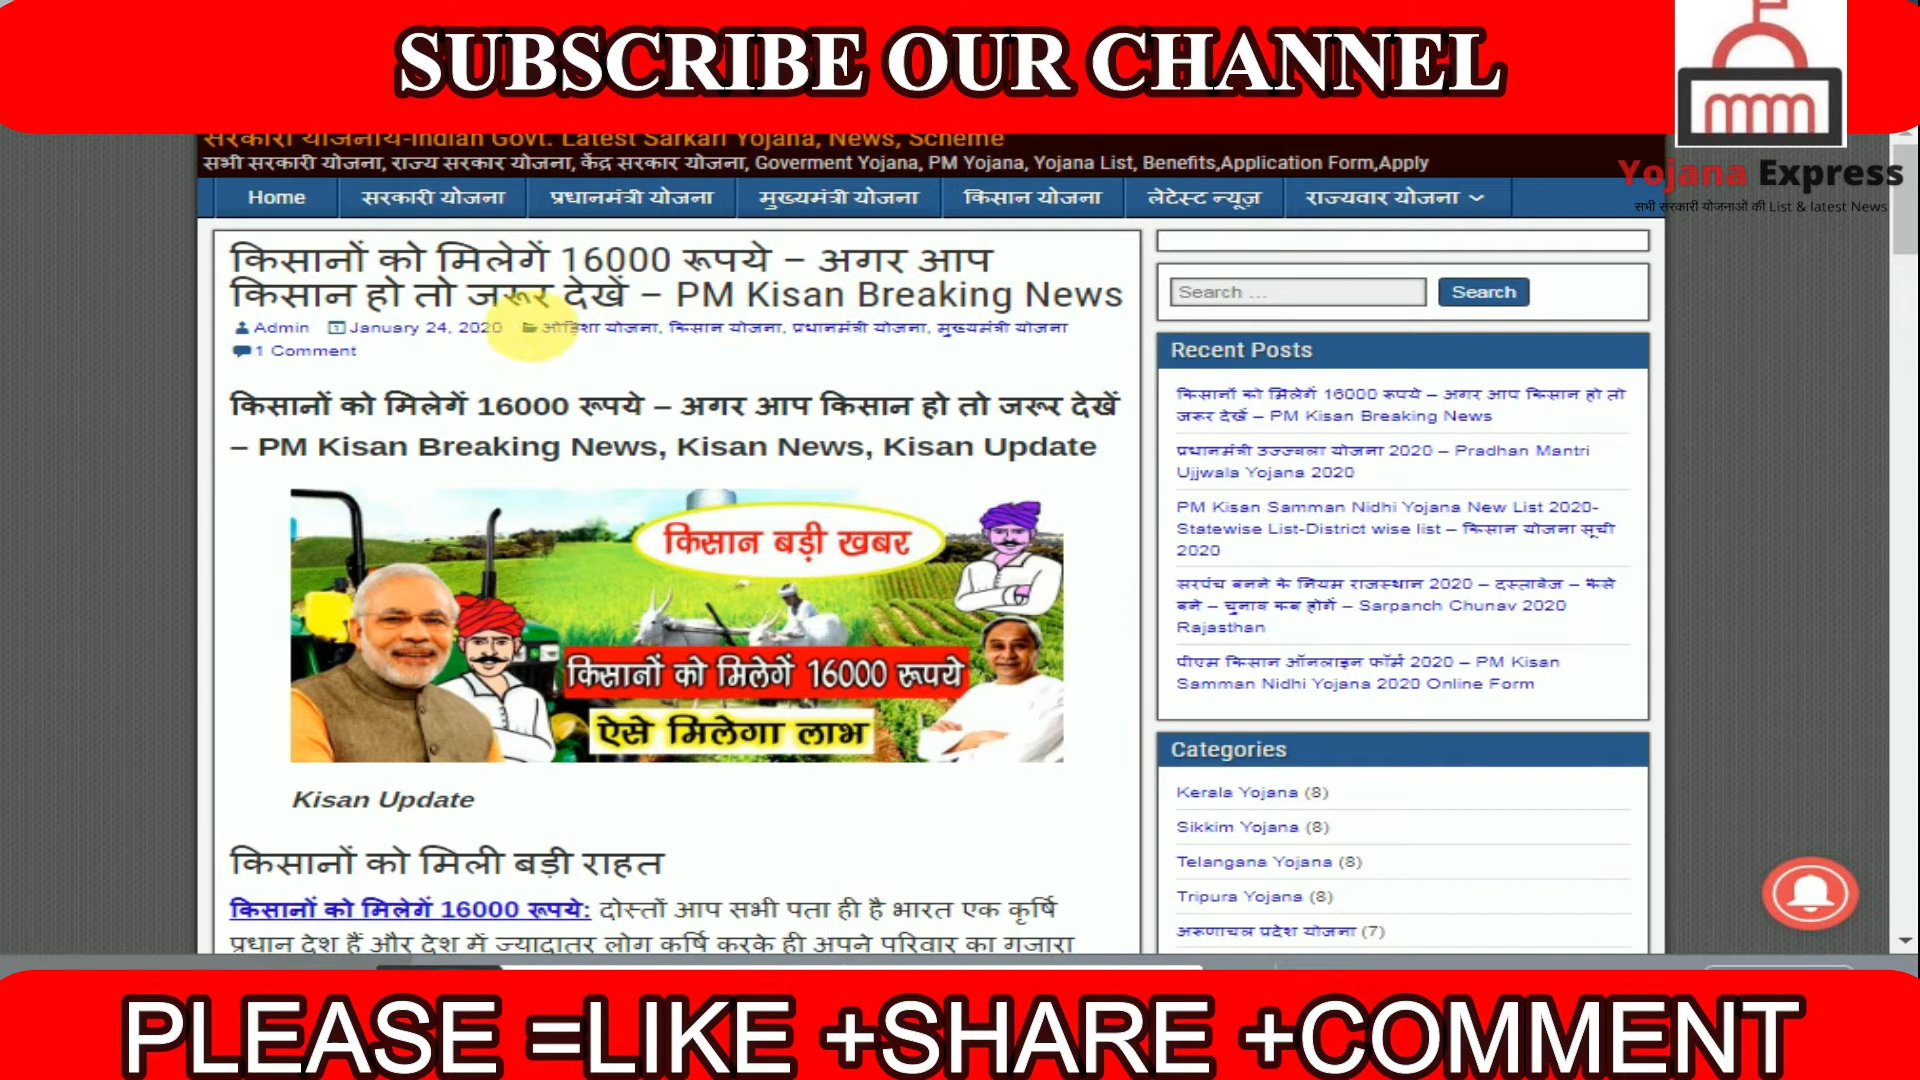 SUBSCRIBE OUR CHANNEL
सरकारी योजनाये-Indian Govt. Latest Sarkari Yojana, News, Scheme
सभी सरकारी योजना, राज्य सरकार योजना, केंद्र सरकार योजना, Goverment Yojana, PM Yojana, Yojana List, Benefits,Application Form,Apply
Yojana Express
सभी सरकारी योजनाओं की List & latest News
Home सरकारी योजना प्रधानमंत्री योजना मुख्यमंत्री योजना किसान योजना लेटेस्ट न्यूज़ राज्यवार योजना
किसानों को मिलेगें 16000 रूपये – अगर आप
किसान हो तो जरूर देखें – PM Kisan Breaking News
Admin January 24, 2020 ओडिशा योजना, किसान योजना, प्रधानमंत्री योजना, मुख्यमंत्री योजना
1 Comment
किसानों को मिलेगें 16000 रूपये – अगर आप किसान हो तो जरूर देखें
– PM Kisan Breaking News, Kisan News, Kisan Update
किसान बड़ी खबर
किसानों को मिलेगें 16000 रूपये
ऐसे मिलेगा लाभ
Kisan Update
किसानों को मिली बड़ी राहत
किसानों को मिलेगें 16000 रूपये: दोस्तों आप सभी पता ही है भारत एक कृर्षि
प्रधान देश हैं और देश में ज्यादातर लोग कर्षि करके ही अपने परिवार का गुजारा
Search ...
Search
Recent Posts
किसानों को मिलेगें 16000 रूपये – अगर आप किसान हो तो
जरूर देखें – PM Kisan Breaking News
प्रधानमंत्री उज्ज्वला योजना 2020 – Pradhan Mantri
Ujjwala Yojana 2020
PM Kisan Samman Nidhi Yojana New List 2020-
Statewise List-District wise list – किसान योजना सूची
2020
सरपंच बनने के नियम राजस्थान 2020 – दस्तावेज – कैसे
बने – चुनाव कब होगें – Sarpanch Chunav 2020
Rajasthan
पीएम किसान ऑनलाइन फॉर्म 2020 – PM Kisan
Samman Nidhi Yojana 2020 Online Form
Categories
Kerala Yojana (8)
Sikkim Yojana (8)
Telangana Yojana (8)
Tripura Yojana (8)
अरूणाचल प्रदेश योजना (7)
PLEASE =LIKE +SHARE +COMMENT